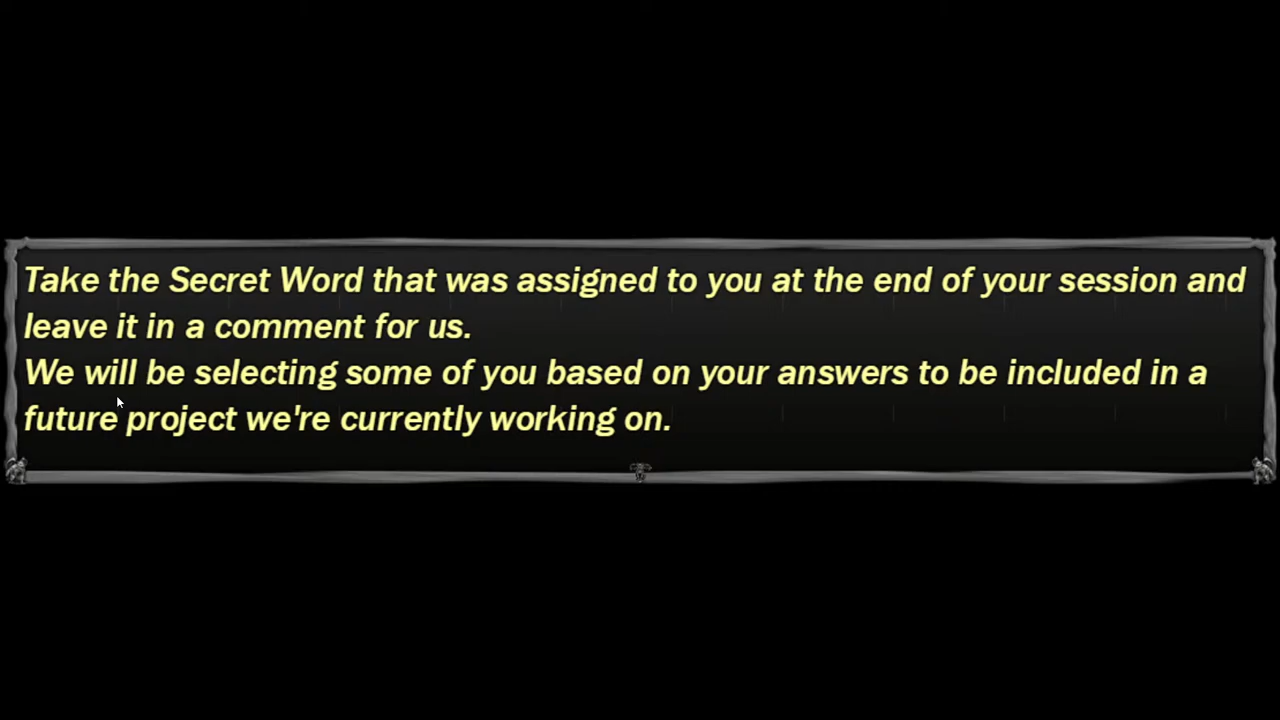 Take the Secret Word that was assigned to you at the end of your session and
leave it in a comment for us.
We will be selecting some of you based on your answers to be included in a
future project we're currently working on.